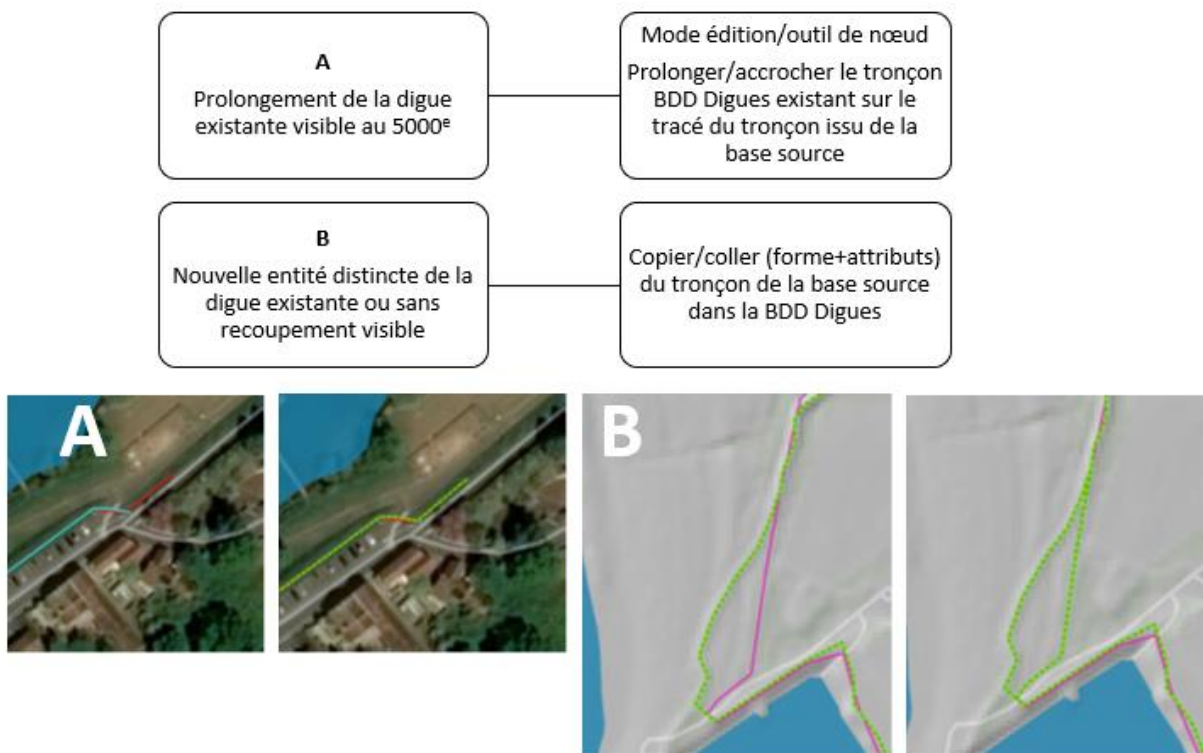 A
Prolongement de la digue
existante visible au 5000ᵉ
Mode édition/outil de nœud
Prolonger/accrocher le tronçon
BDD Digues existant sur le
tracé du tronçon issu de la
base source
B
Nouvelle entité distincte de la
digue existante ou sans
recoupement visible
Copier/coller (forme+attributs)
du tronçon de la base source
dans la BDD Digues
A
B